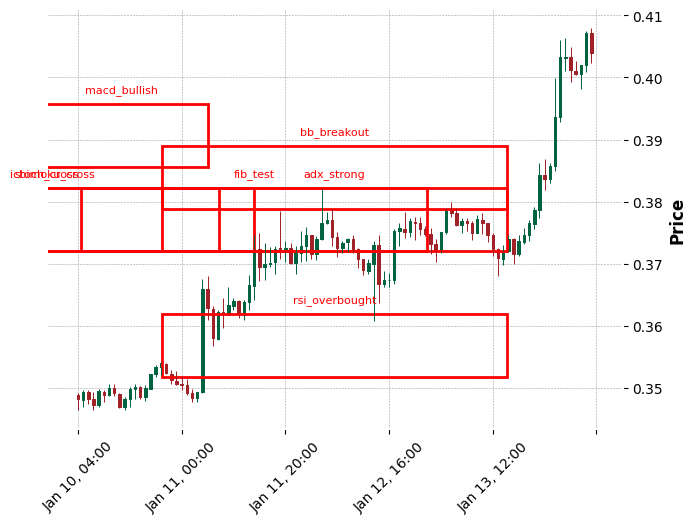 0.41
0.40
macd_bullish
0.39
bb_breakout
fib_test
adx_strong
0.38
Price
0.37
0.36
rsi_overbought
0.35
Jan 10, 04:00
Jan 11, 00:00
Jan 11, 20:00
Jan 12, 16:00
Jan 13, 12:00